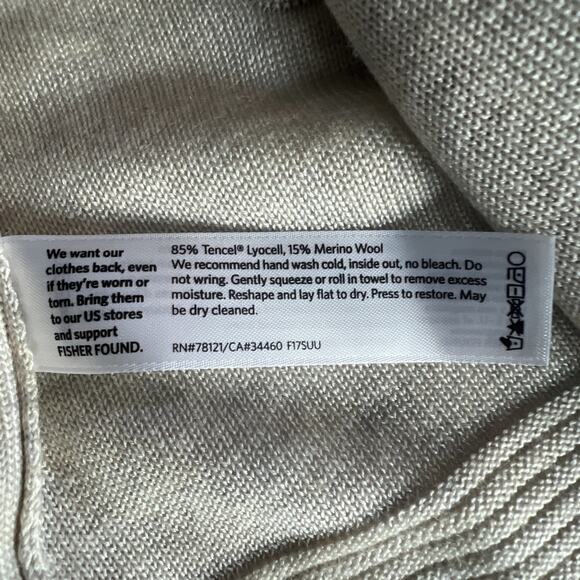 We want our
clothes back, even
if they're worn or
torn. Bring them
to our US stores
and support
FISHER FOUND.
85% Tencel® Lyocell, 15% Merino Wool
We recommend hand wash cold, inside out, no bleach. Do
not wring. Gently squeeze or roll in towel to remove excess
moisture. Reshape and lay flat to dry. Press to restore. May
be dry cleaned.
RN#78121/CA#34460 F17SUU